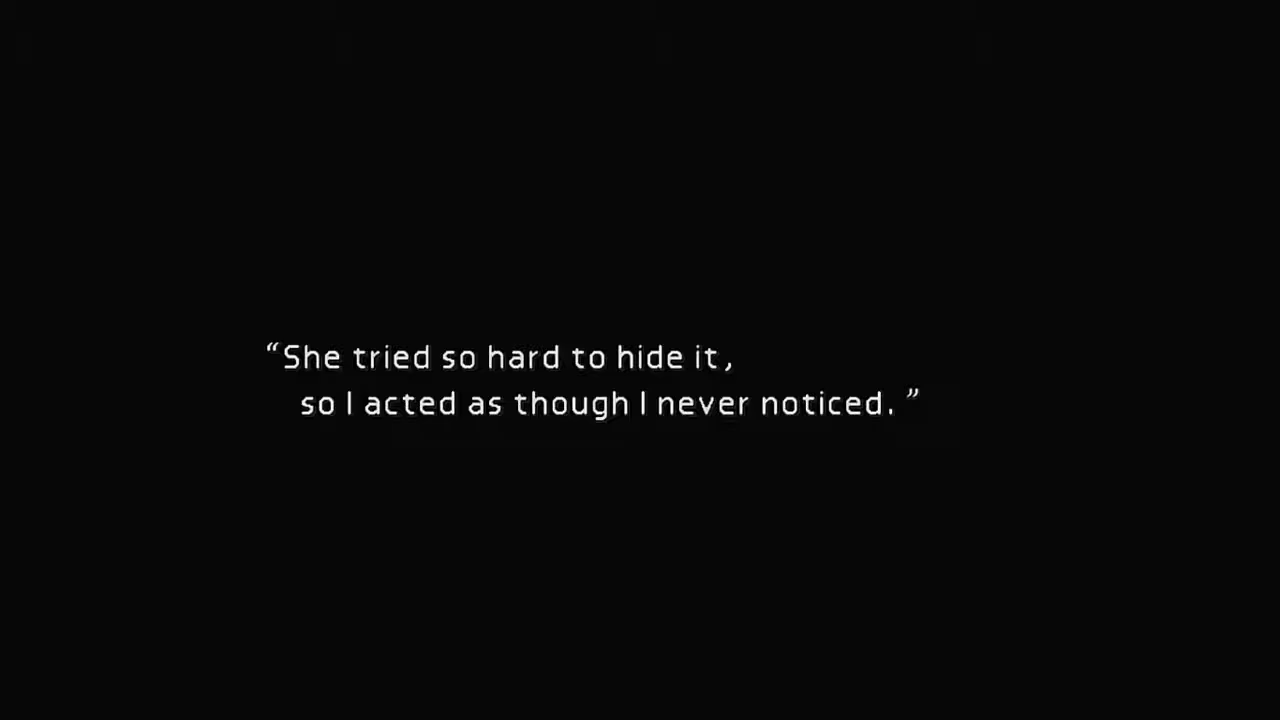 “She tried so hard to hide it,
so I acted as though I never noticed. ”